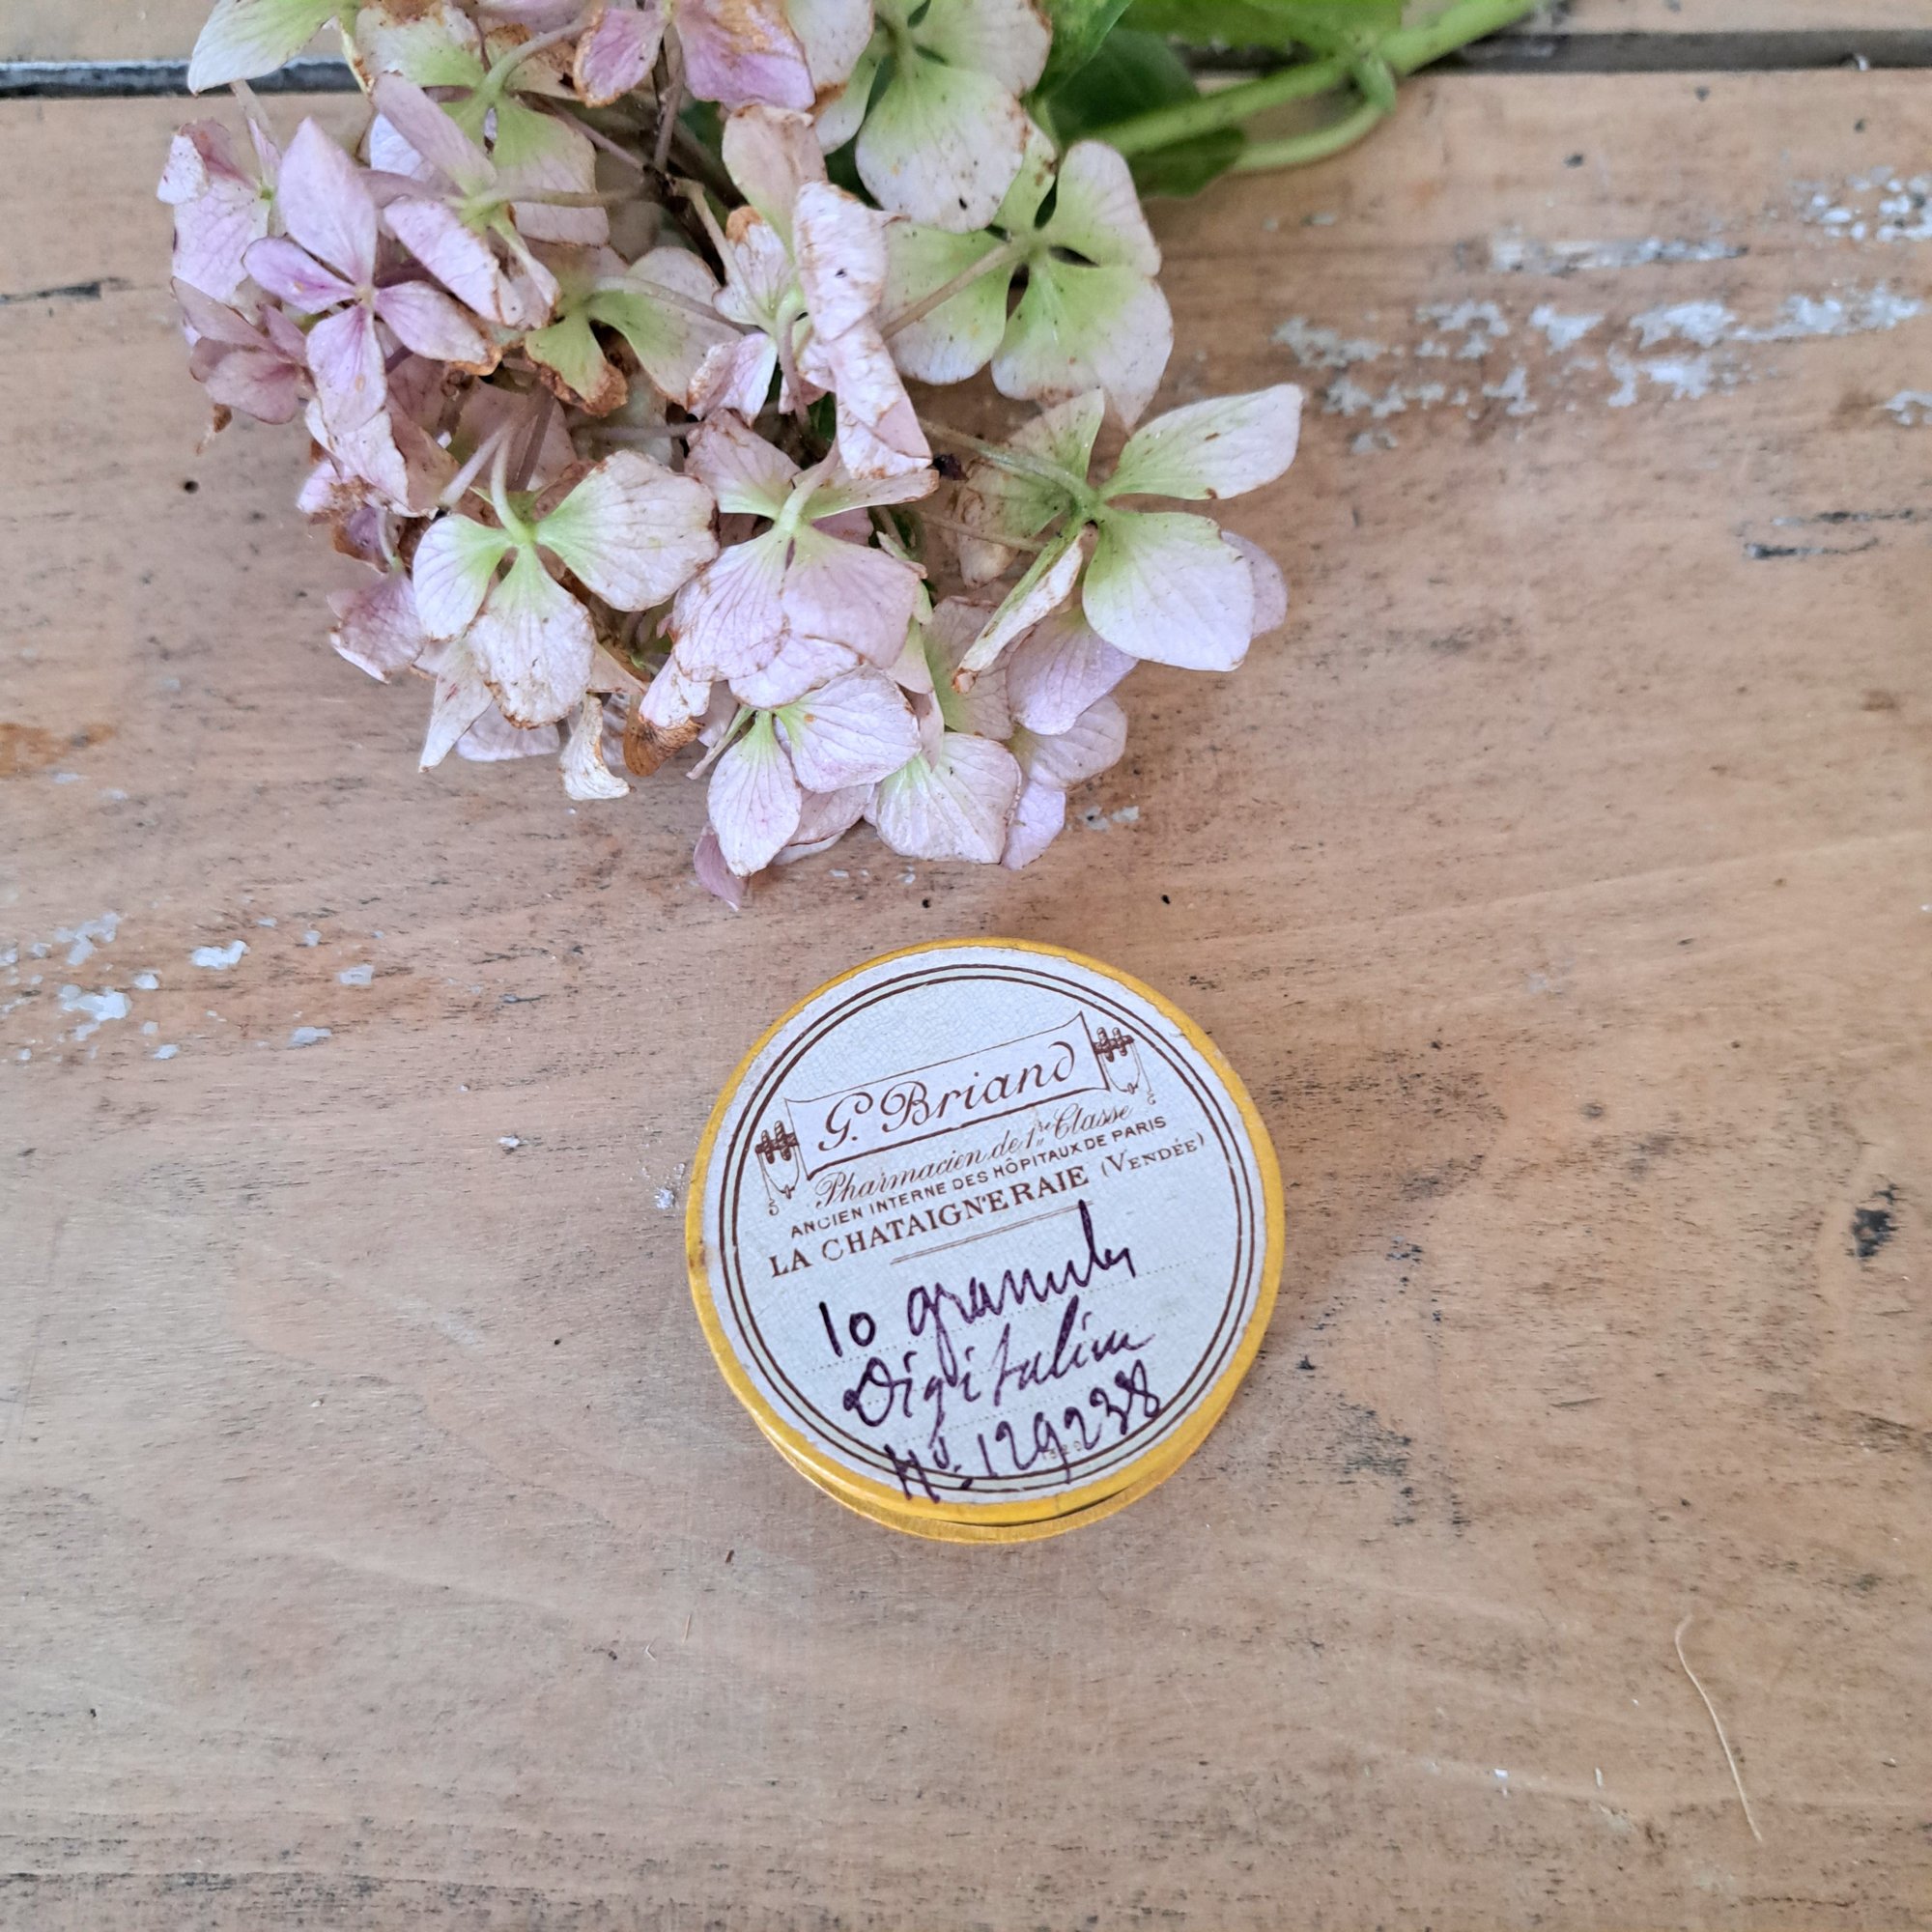 G. Briand
Pharmacien de 1re Classe
ANCIEN INTERNE DES HÔPITAUX DE PARIS
LA CHATAIGNERAIE (VENDÉE)
10 granules
Digitaline
No. 129238